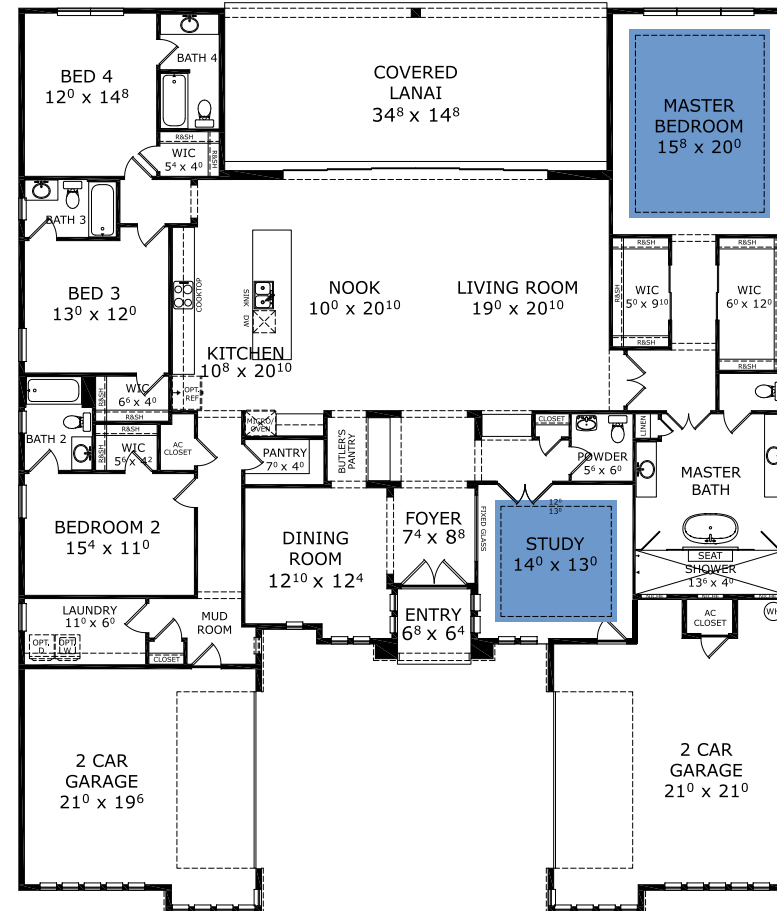 BED 4
12⁰ x 14⁸
BATH 4
COVERED
LANAI
34⁸ x 14⁸
MASTER
BEDROOM
15⁸ x 20⁰
R&SH
WIC
5⁴ x 4⁰
R&SH
BATH 3
BED 3
13⁰ x 12⁰
COOKTOP
SINK
DW
NOOK
10⁰ x 20¹⁰
LIVING ROOM
19⁰ x 20¹⁰
KITCHEN
10⁸ x 20¹⁰
R&SH
R&SH
WIC
5⁰ x 9¹⁰
R&SH
R&SH
WIC
6⁰ x 12⁰
R&SH
WIC
6⁶ x 4⁰
R&SH
R&SH
OPT.
REF
BATH 2
R&SH
WIC
5⁶ x 4²
R&SH
AC
CLOSET
MICRO/
OVEN
PANTRY
7⁰ x 4⁰
BUTLER'S
PANTRY
CLOSET
POWDER
5⁶ x 6⁰
LINEN
MASTER
BATH
BEDROOM 2
15⁴ x 11⁰
DINING
ROOM
12¹⁰ x 12⁴
FOYER
7⁴ x 8⁸
FIXED GLASS
12⁰
13⁸
STUDY
14⁰ x 13⁰
SEAT
SHOWER
13⁶ x 4⁰
LAUNDRY
11⁰ x 6⁰
OPT.
D
OPT.
LW
MUD
ROOM
CLOSET
ENTRY
6⁸ x 6⁴
AC
CLOSET
WH
2 CAR
GARAGE
21⁰ x 19⁶
2 CAR
GARAGE
21⁰ x 21⁰